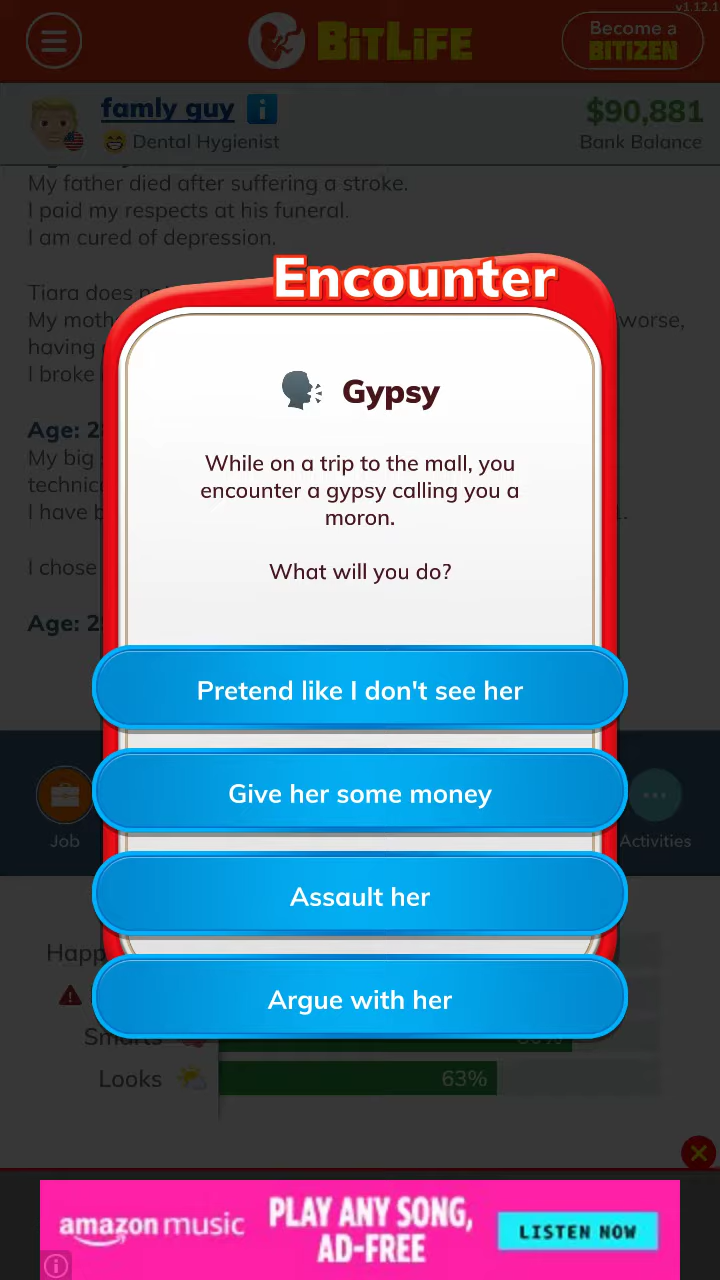 v1.12.1
BitLife
Become a
BITIZEN
famly guy
$90,881
Dental Hygienist
Bank Balance
My father died after suffering a stroke.
I paid my respects at his funeral.
I am cured of depression.
Encounter
Tiara does
My moth worse,
having
I broke
Gypsy
Age:
My big
While on a trip to the mall, you
encounter a gypsy calling you a
moron.
I have
What will you do?
I chose
Age:
Pretend like I don't see her
Give her some money
Job
Activities
Assault her
Argue with her
Smarts
Looks
63%
amazon music
PLAY ANY SONG,
AD-FREE
LISTEN NOW